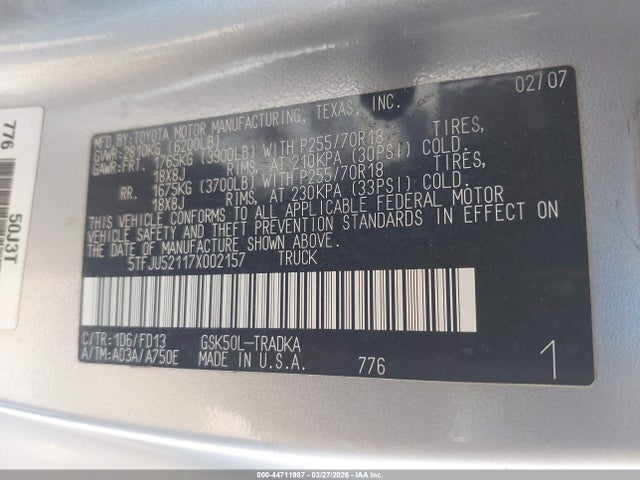 02/07
MFD.BY:TOYOTA MOTOR MANUFACTURING, TEXAS, INC.
GVWR:2810KG (6200LB)
GAWR:FRT. 1765KG (3900LB) WITH P255/70R18 TIRES,
18X8J RIMS, AT 210KPA (30PSI) COLD.
RR. 1675KG (3700LB) WITH P255/70R18 TIRES,
18X8J RIMS, AT 230KPA (33PSI) COLD.
THIS VEHICLE CONFORMS TO ALL APPLICABLE FEDERAL MOTOR
VEHICLE SAFETY AND THEFT PREVENTION STANDARDS IN EFFECT ON
THE DATE OF MANUFACTURE SHOWN ABOVE.
5TFJU52117X002157 TRUCK
C/TR:1D6/FD13 GSK50L-TRADKA
A/TM:A03A/A750E MADE IN U.S.A. 776 1
776 50J3T
000-44711987 - 03/27/2026 - Copyright IAA, Inc.